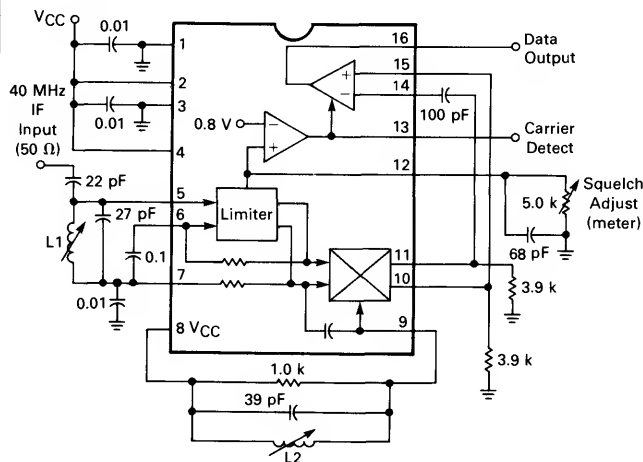 VCC
0.01
1
2
3
0.01
4
40 MHz
IF
Input
(50 Ω)
22 pF
5
27 pF
6
L1
0.1
7
0.01
8 VCC
Limiter
0.8 V
16
Data
Output
15
14
100 pF
13
Carrier
Detect
12
Squelch
Adjust
(meter)
5.0 k
68 pF
11
10
3.9 k
9
3.9 k
1.0 k
39 pF
L2
+
−
−
+